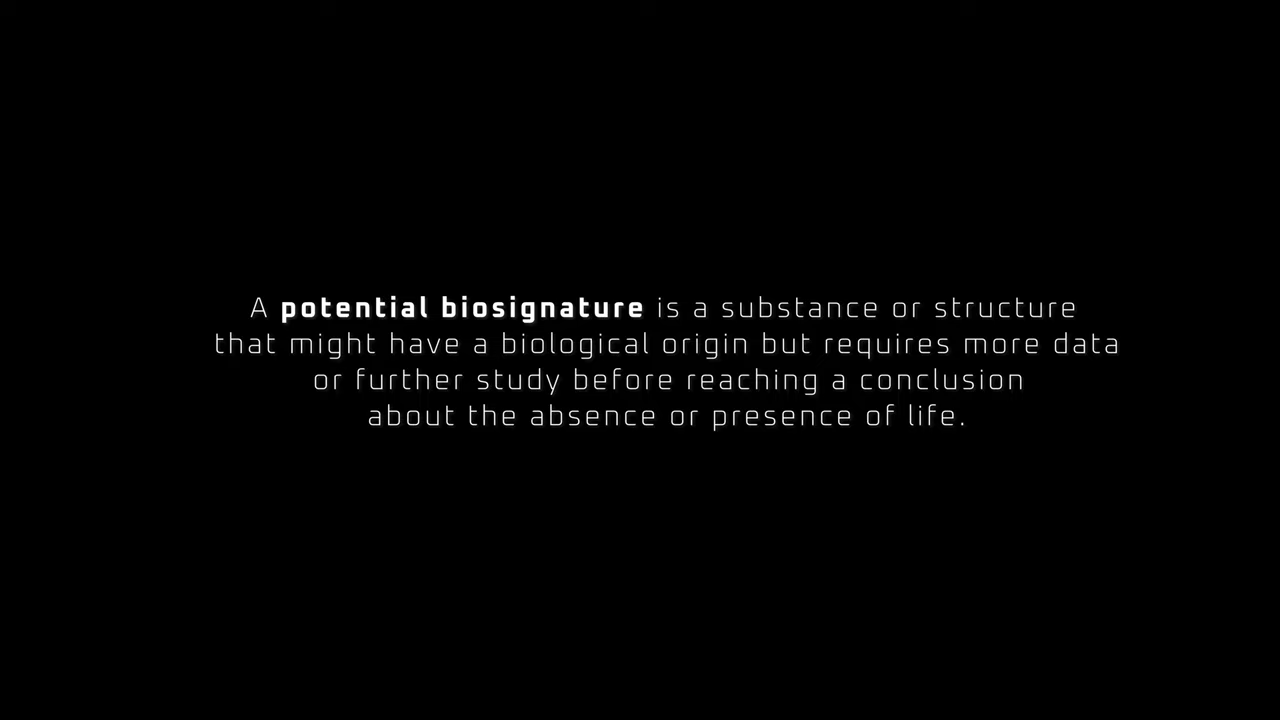 A potential biosignature is a substance or structure
that might have a biological origin but requires more data
or further study before reaching a conclusion
about the absence or presence of life.